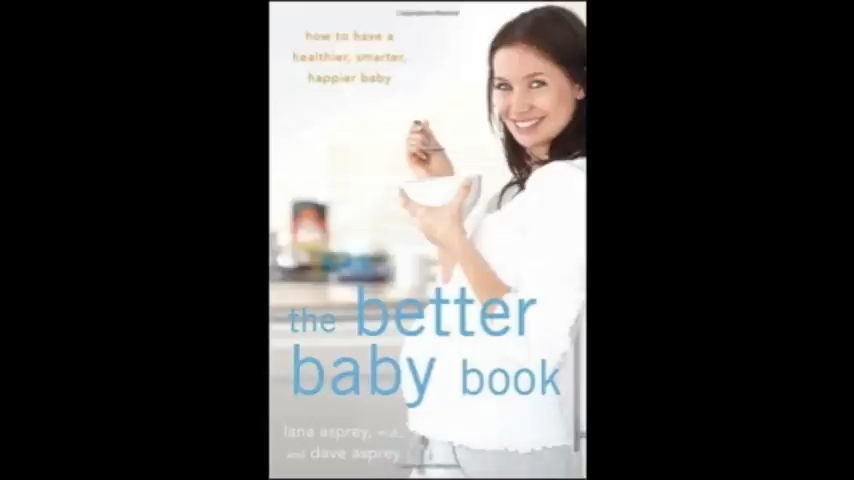 how to have a
healthier, smarter,
happier baby
the better
baby book
lana asprey, m.d.,
and dave asprey